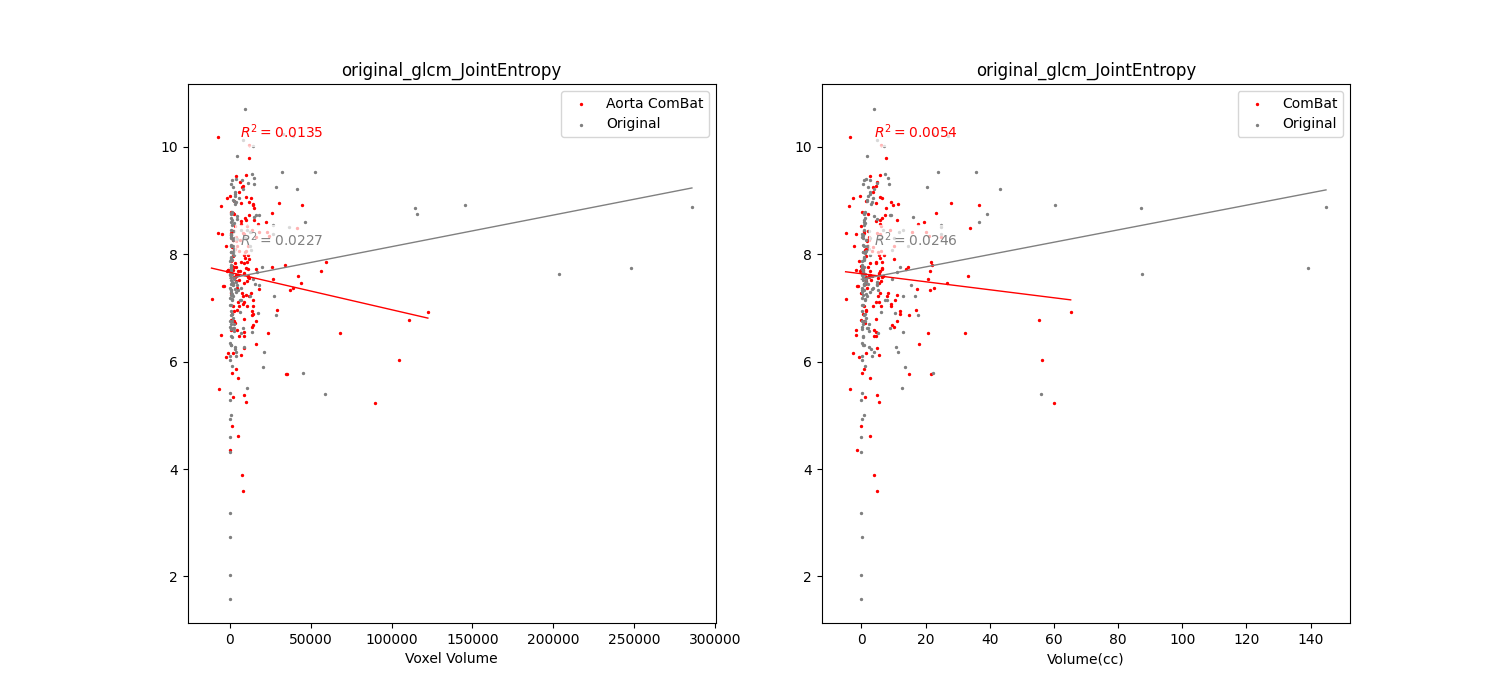 original_glcm_JointEntropy
Aorta ComBat
Original
R² = 0.0135
R² = 0.0227
10
8
6
4
2
0
50000
100000
150000
200000
250000
300000
Voxel Volume
original_glcm_JointEntropy
ComBat
Original
R² = 0.0054
R² = 0.0246
10
8
6
4
2
0
20
40
60
80
100
120
140
Volume(cc)